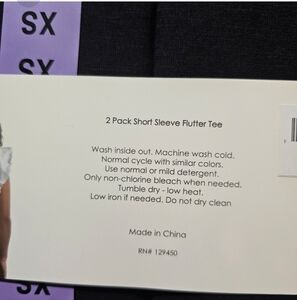 SX
SX
2 Pack Short Sleeve Flutter Tee
Wash inside out. Machine wash cold.
Normal cycle with similar colors.
Use normal or mild detergent.
Only non-chlorine bleach when needed.
Tumble dry - low heat.
Low iron if needed. Do not dry clean
Made in China
RN# 129450
SX